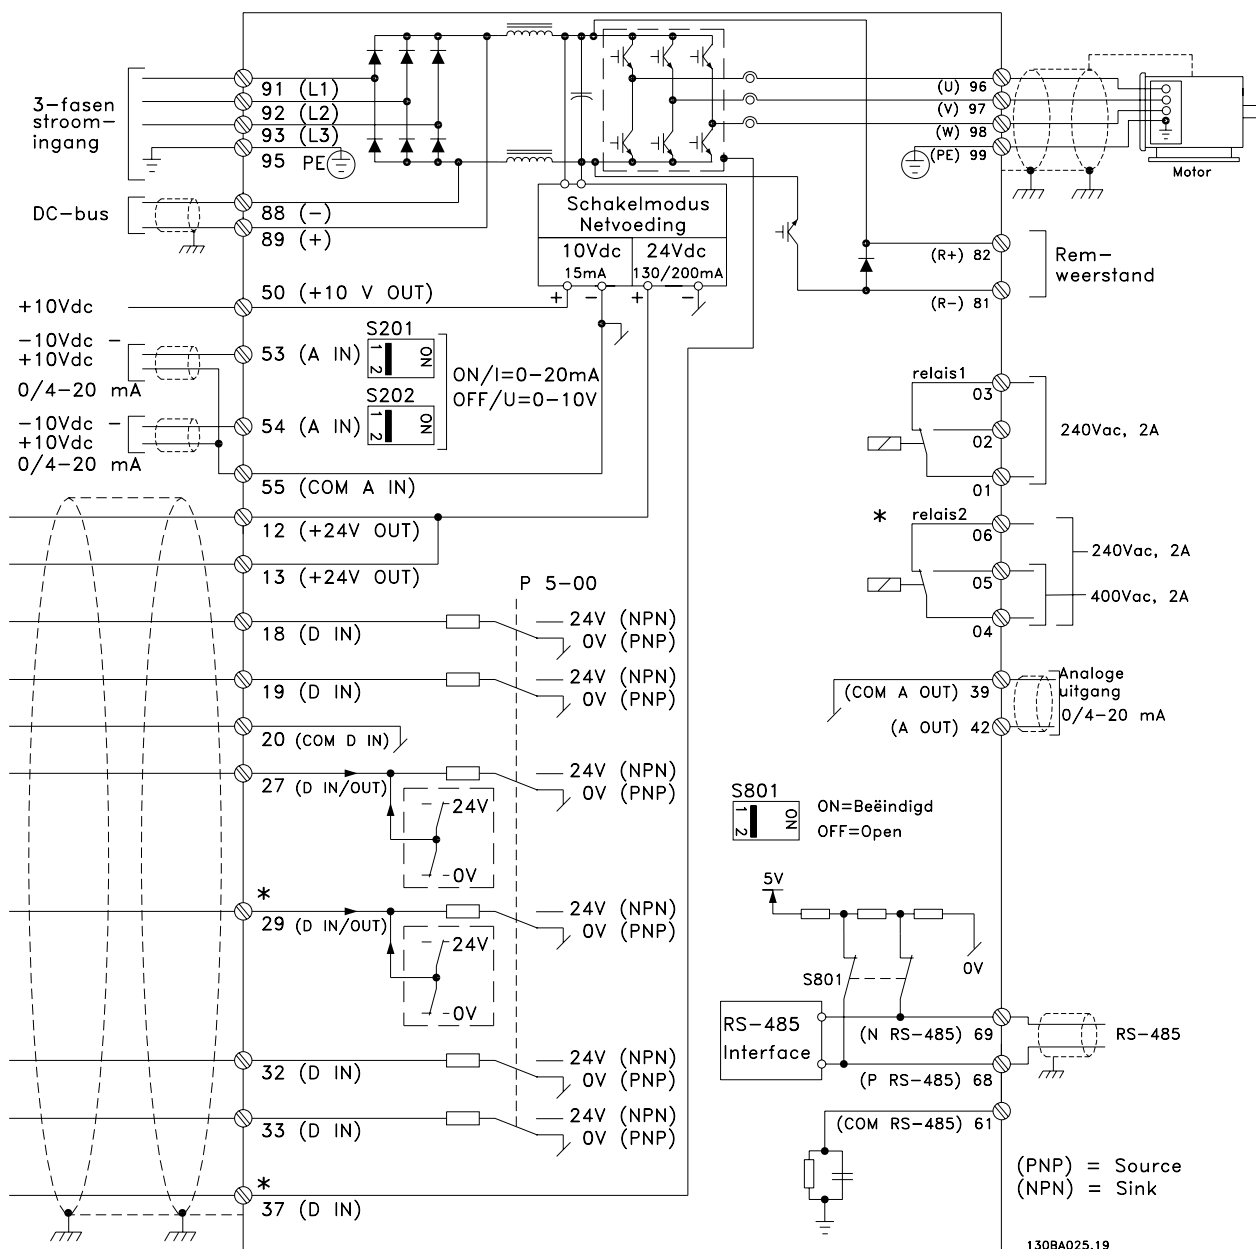 3-fasen
stroom-
ingang
91 (L1)
92 (L2)
93 (L3)
95 PE
DC-bus
88 (-)
89 (+)
Schakelmodus
Netvoeding
10Vdc
15mA
24Vdc
130/200mA
+ - + -
(U) 96
(V) 97
(W) 98
(PE) 99
Motor
(R+) 82
(R-) 81
Rem-
weerstand
+10Vdc
50 (+10 V OUT)
-10Vdc -
+10Vdc
0/4-20 mA
53 (A IN)
S201
1 2
ON
-10Vdc -
+10Vdc
0/4-20 mA
54 (A IN)
S202
1 2
ON
ON/I=0-20mA
OFF/U=0-10V
55 (COM A IN)
12 (+24V OUT)
13 (+24V OUT)
relais1
03
02
01
240Vac, 2A
* relais2
06
05
04
240Vac, 2A
400Vac, 2A
P 5-00
18 (D IN)
24V (NPN)
0V (PNP)
19 (D IN)
24V (NPN)
0V (PNP)
20 (COM D IN)
27 (D IN/OUT)
24V (NPN)
0V (PNP)
24V
0V
*
29 (D IN/OUT)
24V (NPN)
0V (PNP)
24V
0V
32 (D IN)
24V (NPN)
0V (PNP)
33 (D IN)
24V (NPN)
0V (PNP)
*
37 (D IN)
(COM A OUT) 39
(A OUT) 42
Analoge
uitgang
0/4-20 mA
S801
1 2
ON
ON=Beëindigd
OFF=Open
5V
0V
S801
RS-485
Interface
(N RS-485) 69
(P RS-485) 68
RS-485
(COM RS-485) 61
(PNP) = Source
(NPN) = Sink
130BA025.19